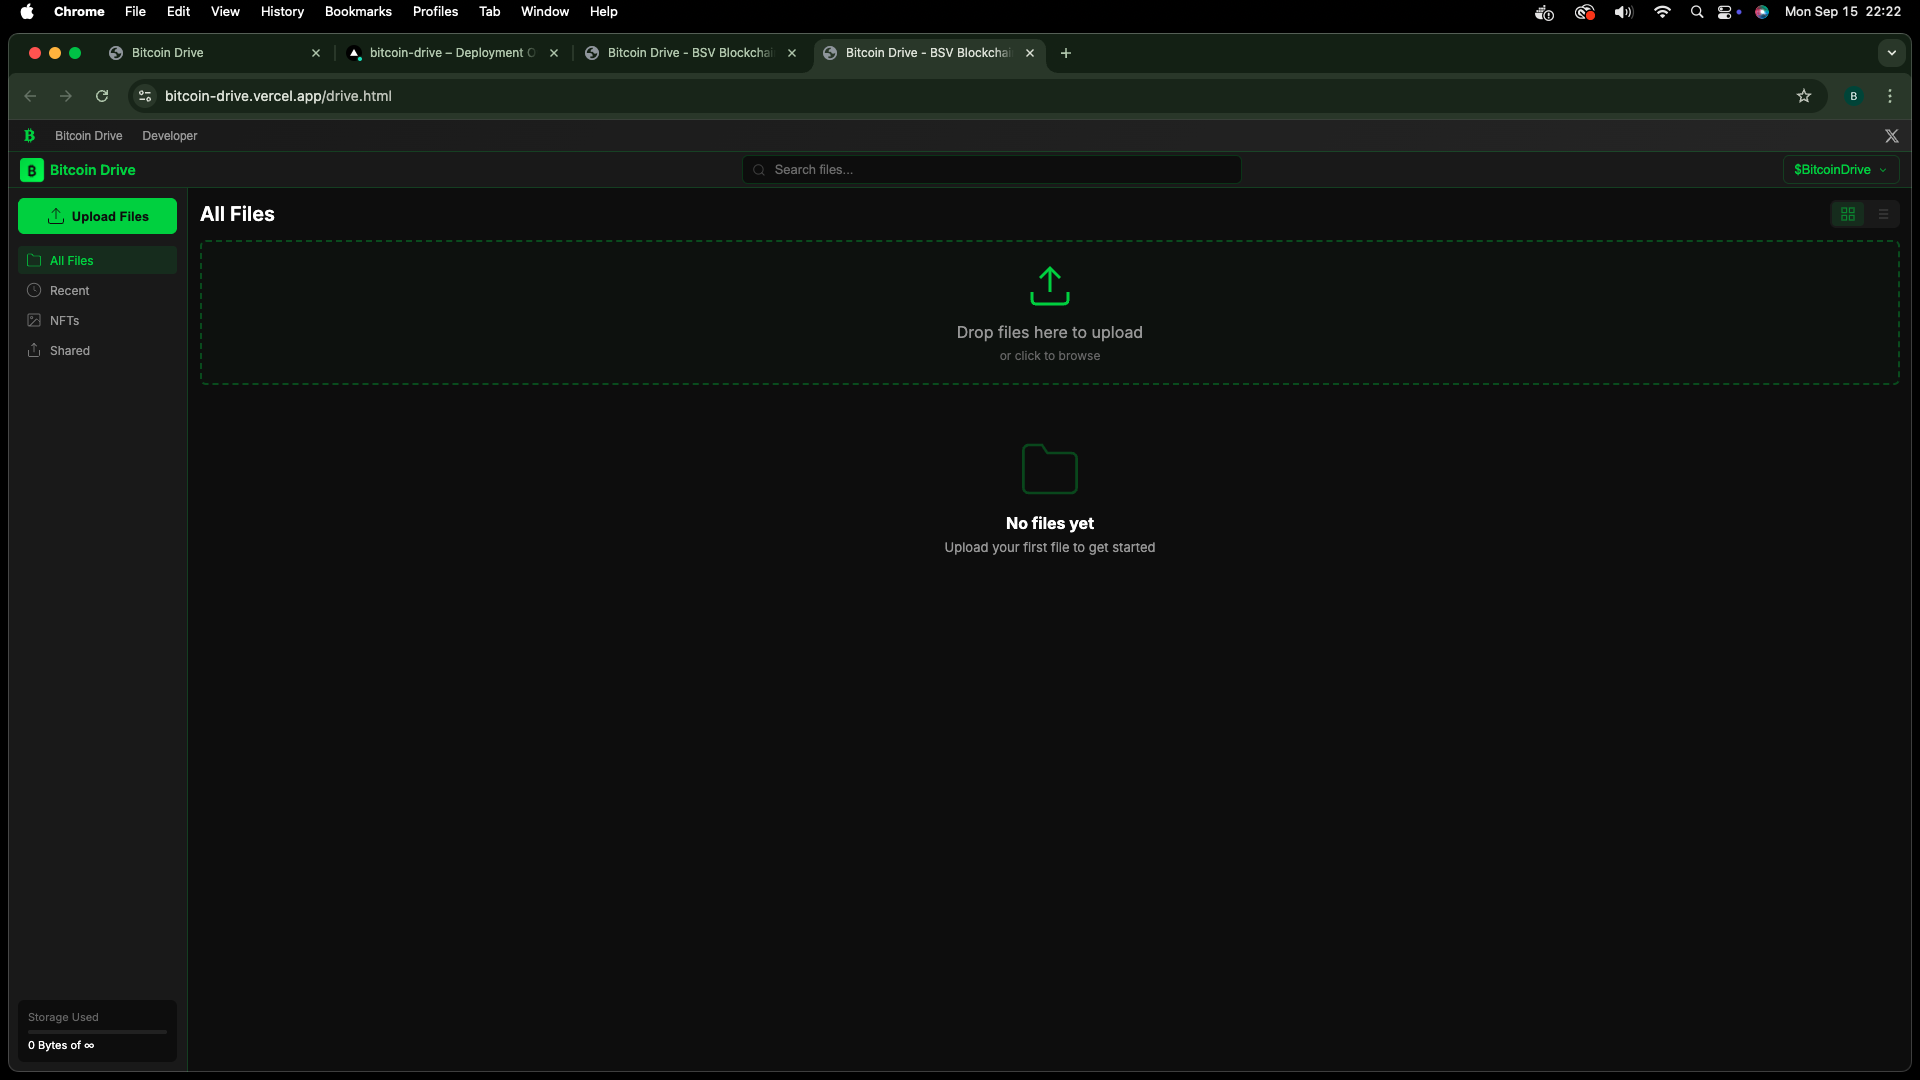 Chrome File Edit View History Bookmarks Profiles Tab Window Help Mon Sep 15 22:22
Bitcoin Drive bitcoin-drive – Deployment O Bitcoin Drive - BSV Blockchai Bitcoin Drive - BSV Blockchai
bitcoin-drive.vercel.app/drive.html B
Bitcoin Drive Developer
Bitcoin Drive Search files... $BitcoinDrive
Upload Files
All Files
Recent
NFTs
Shared
All Files
Drop files here to upload
or click to browse
No files yet
Upload your first file to get started
Storage Used
0 Bytes of ∞